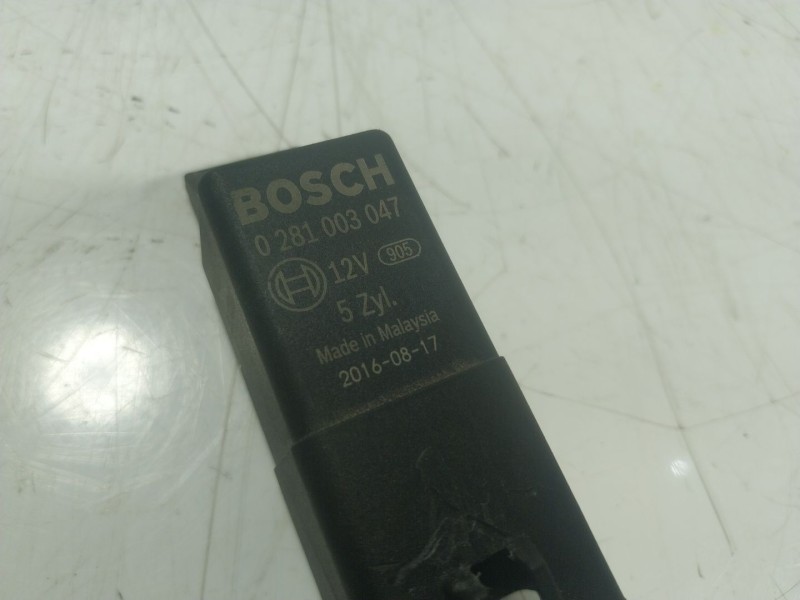 BOSCH
0 281 003 047
12V 905
5 Zyl.
Made in Malaysia
2016-08-17